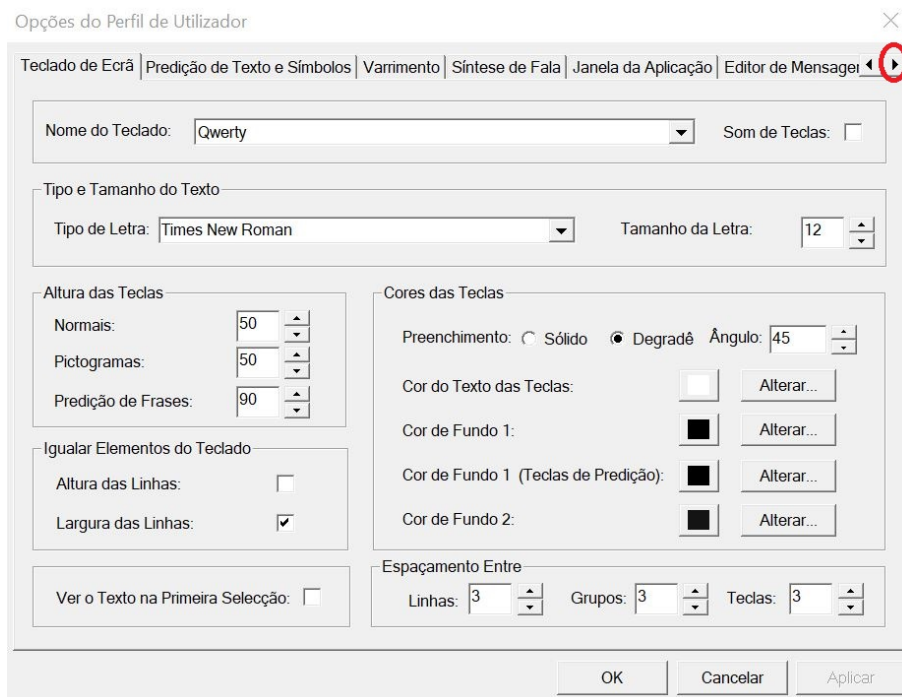 Opções do Perfil de Utilizador
Teclado de Ecrã Predição de Texto e Símbolos Varrimento Síntese de Fala Janela da Aplicação Editor de Mensagen
Nome do Teclado: Qwerty Som de Teclas:
Tipo e Tamanho do Texto
Tipo de Letra: Times New Roman Tamanho da Letra: 12
Altura das Teclas
Normais: 50
Pictogramas: 50
Predição de Frases: 90
Igualar Elementos do Teclado
Altura das Linhas:
Largura das Linhas:
Ver o Texto na Primeira Selecção:
Cores das Teclas
Preenchimento: Sólido Degradê Ângulo: 45
Cor do Texto das Teclas: Alterar...
Cor de Fundo 1: Alterar...
Cor de Fundo 1 (Teclas de Predição): Alterar...
Cor de Fundo 2: Alterar...
Espaçamento Entre
Linhas: 3 Grupos: 3 Teclas: 3
OK Cancelar Aplicar